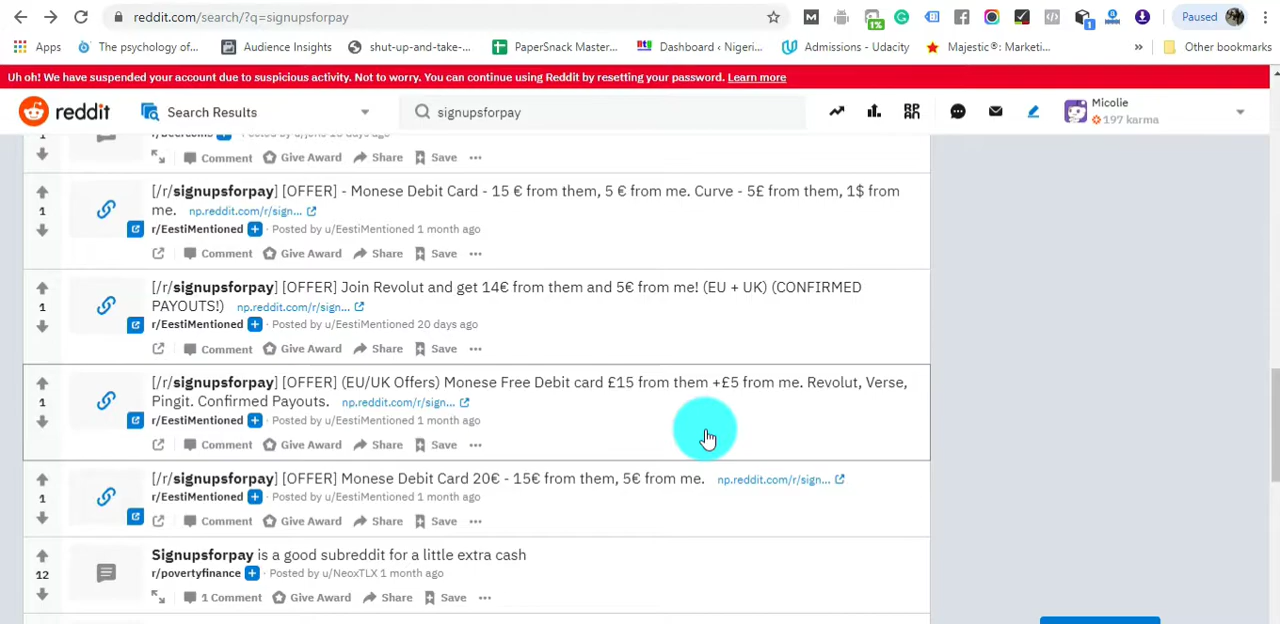 reddit.com/search/?q=signupsforpay
1%
1
Paused
Apps
The psychology of...
Audience Insights
shut-up-and-take-...
PaperSnack Master...
Dashboard ‹ Nigeri...
Admissions - Udacity
Majestic®: Marketi...
»
Other bookmarks
Uh oh! We have suspended your account due to suspicious activity. Not to worry. You can continue using Reddit by resetting your password. Learn more
reddit
Search Results
signupsforpay
Micolie
197 karma
1
Comment Give Award Share Save ...
[/r/signupsforpay] [OFFER] - Monese Debit Card - 15 € from them, 5 € from me. Curve - 5£ from them, 1$ from
1
me. np.reddit.com/r/sign...
r/EestiMentioned · Posted by u/EestiMentioned 1 month ago
Comment Give Award Share Save ...
[/r/signupsforpay] [OFFER] Join Revolut and get 14€ from them and 5€ from me! (EU + UK) (CONFIRMED
1
PAYOUTS!) np.reddit.com/r/sign...
r/EestiMentioned · Posted by u/EestiMentioned 20 days ago
Comment Give Award Share Save ...
[/r/signupsforpay] [OFFER] (EU/UK Offers) Monese Free Debit card £15 from them +£5 from me. Revolut, Verse,
1
Pingit. Confirmed Payouts. np.reddit.com/r/sign...
r/EestiMentioned · Posted by u/EestiMentioned 1 month ago
Comment Give Award Share Save ...
[/r/signupsforpay] [OFFER] Monese Debit Card 20€ - 15€ from them, 5€ from me. np.reddit.com/r/sign...
1
r/EestiMentioned · Posted by u/EestiMentioned 1 month ago
Comment Give Award Share Save ...
Signupsforpay is a good subreddit for a little extra cash
12
r/povertyfinance · Posted by u/NeoxTLX 1 month ago
1 Comment Give Award Share Save ...